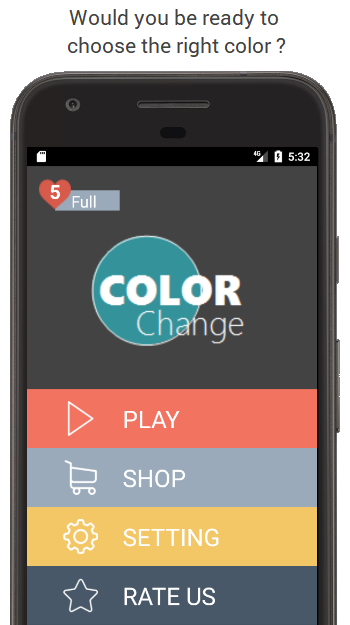 Would you be ready to
choose the right color ?
4G 5:32
5 Full
COLOR
Change
PLAY
SHOP
SETTING
RATE US